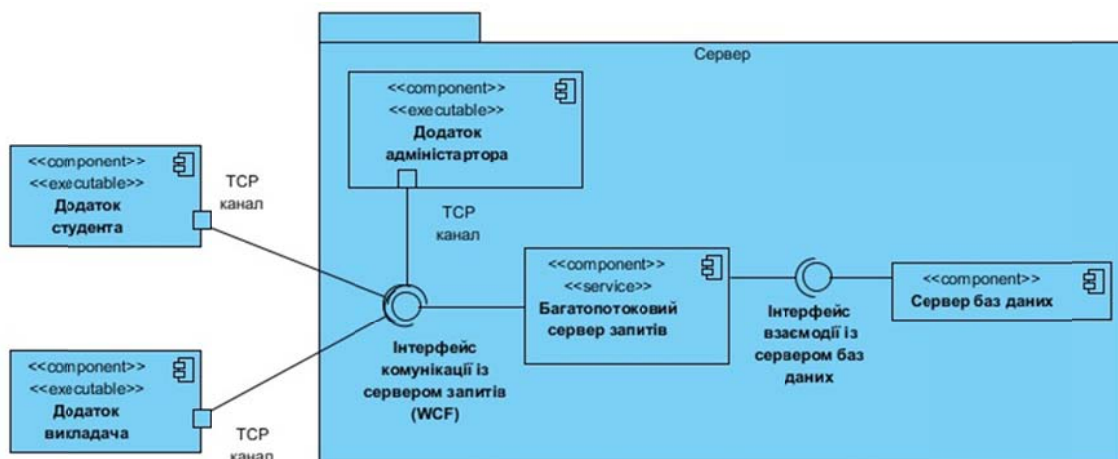 Сервер
<<component>>
<<executable>>
Додаток
адміністартора
<<component>>
<<executable>>
Додаток
студента
TCP
канал
TCP
канал
<<component>>
<<service>>
Багатопотоковий
сервер запитів
<<component>>
Сервер баз даних
Інтерфейс
взаємодії із
сервером баз
даних
Інтерфейс
комунікації із
сервером запитів
(WCF)
<<component>>
<<executable>>
Додаток
викладача
TCP
канал